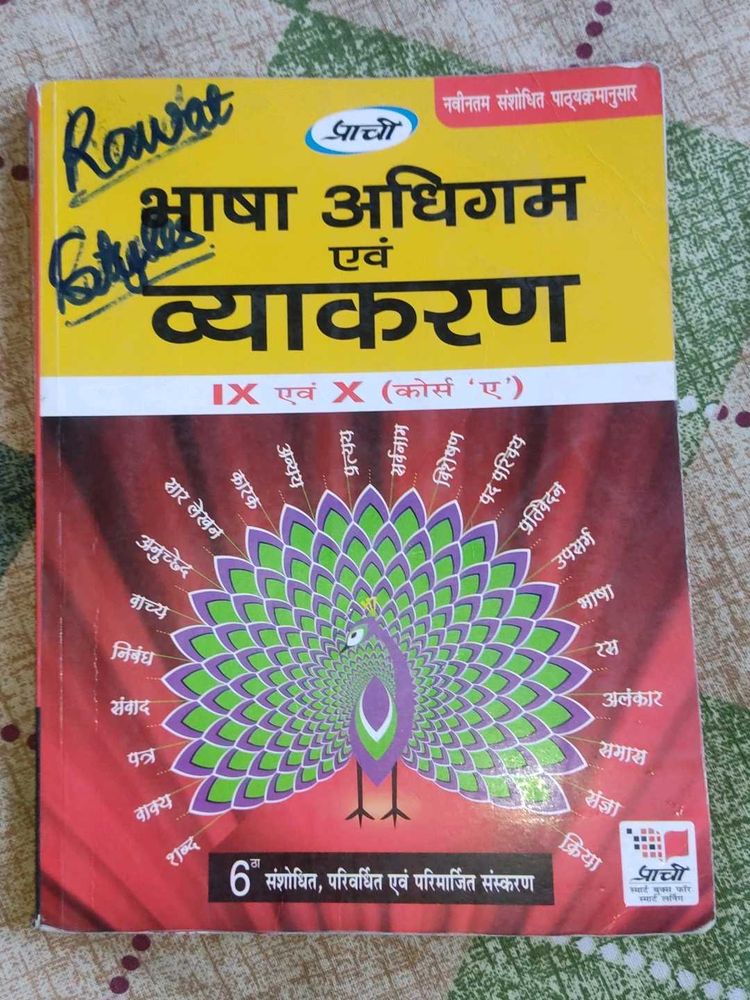 नवीनतम संशोधित पाठ्यक्रमानुसार
Rawat
प्राची
भाषा अधिगम
एवं
व्याकरण
IX एवं X (कोर्स 'ए')
शब्द
वाक्य
पत्र
संवाद
निबंध
वाच्य
अनुच्छेद
सार लेखन
कारक
अव्यय
प्रत्यय
सर्वनाम
विशेषण
पद परिचय
प्रतिवेदन
उपसर्ग
भाषा
रस
अलंकार
समास
संज्ञा
क्रिया
6ठा संशोधित, परिवर्धित एवं परिमार्जित संस्करण
प्राची
स्मार्ट बुक्स फॉर
स्मार्ट लर्निंग